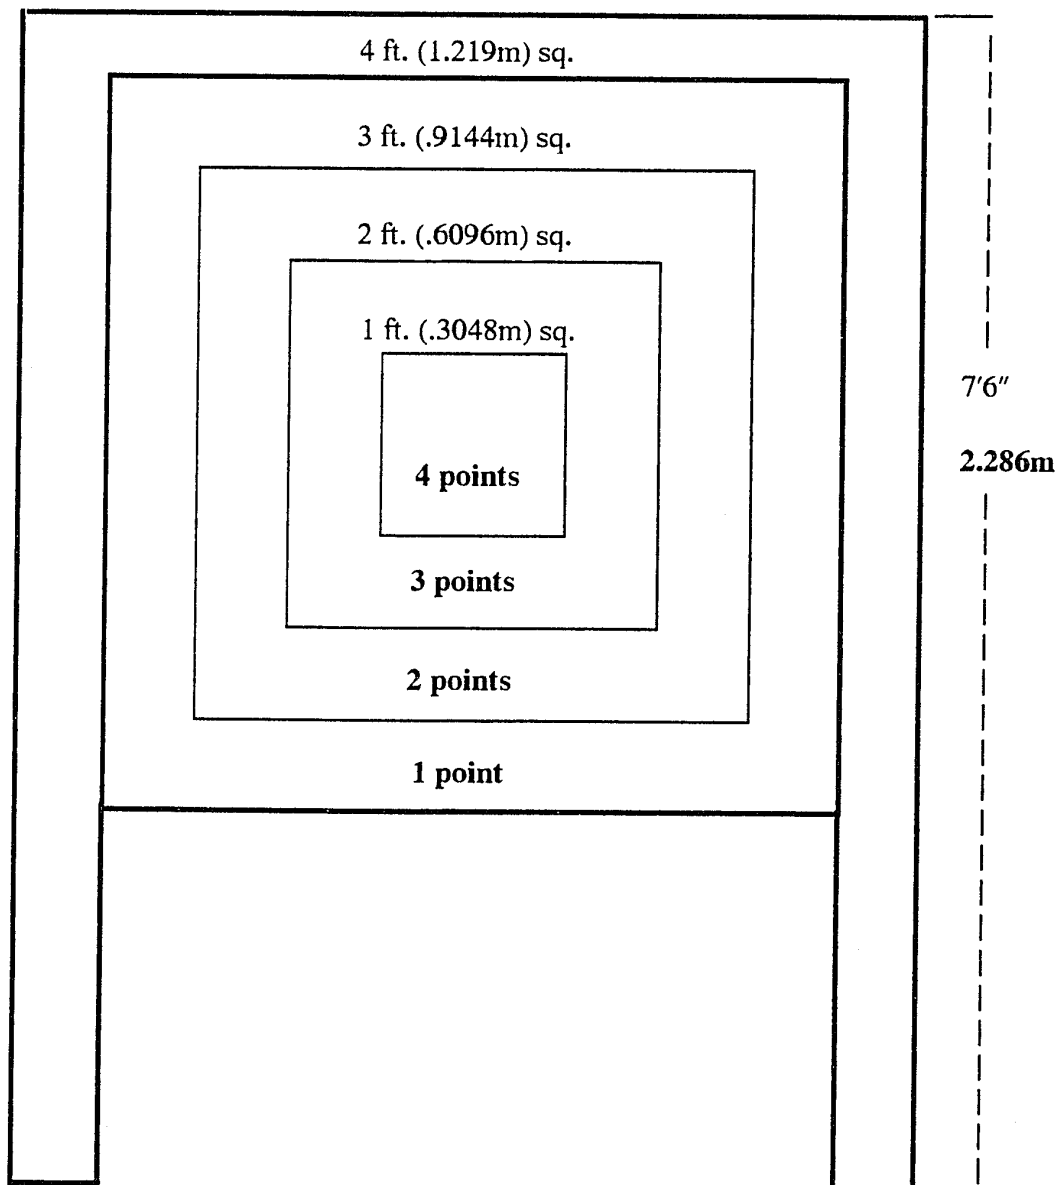 4 ft. (1.219m) sq.
3 ft. (.9144m) sq.
2 ft. (.6096m) sq.
1 ft. (.3048m) sq.
7'6"
2.286m
4 points
3 points
2 points
1 point